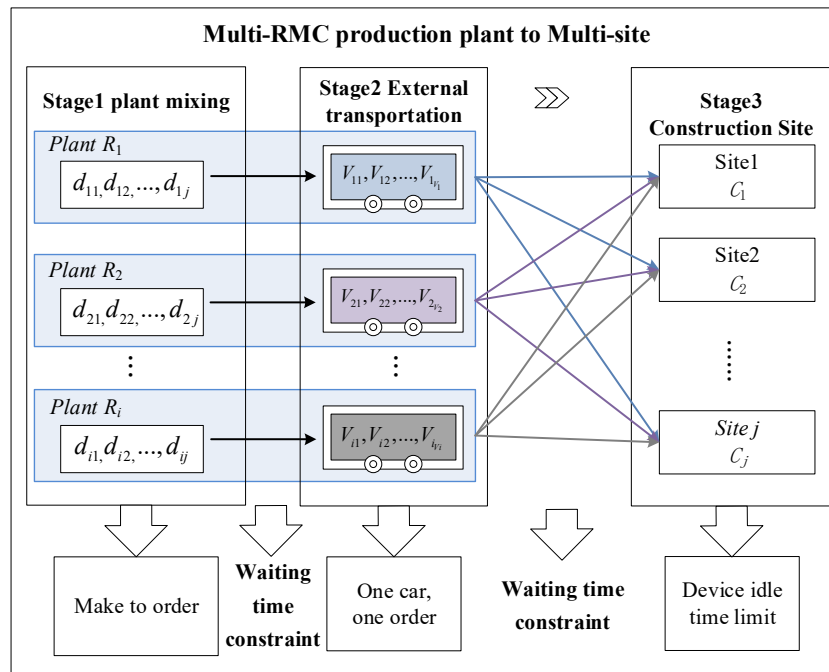 Multi-RMC production plant to Multi-site
Stage1 plant mixing
Stage2 External
transportation
Stage3
Construction Site
Plant R₁
d₁₁,d₁₂,...,d₁ⱼ
V₁₁,V₁₂,...,V₁ᵥ₁
Site1
C₁
Plant R₂
d₂₁,d₂₂,...,d₂ⱼ
V₂₁,V₂₂,...,V₂ᵥ₂
Site2
C₂
Plant Rᵢ
dᵢ₁,dᵢ₂,...,dᵢⱼ
Vᵢ₁,Vᵢ₂,...,Vᵢᵥᵢ
Site j
Cⱼ
Make to order
Waiting
time
constraint
One car,
one order
Waiting time
constraint
Device idle
time limit